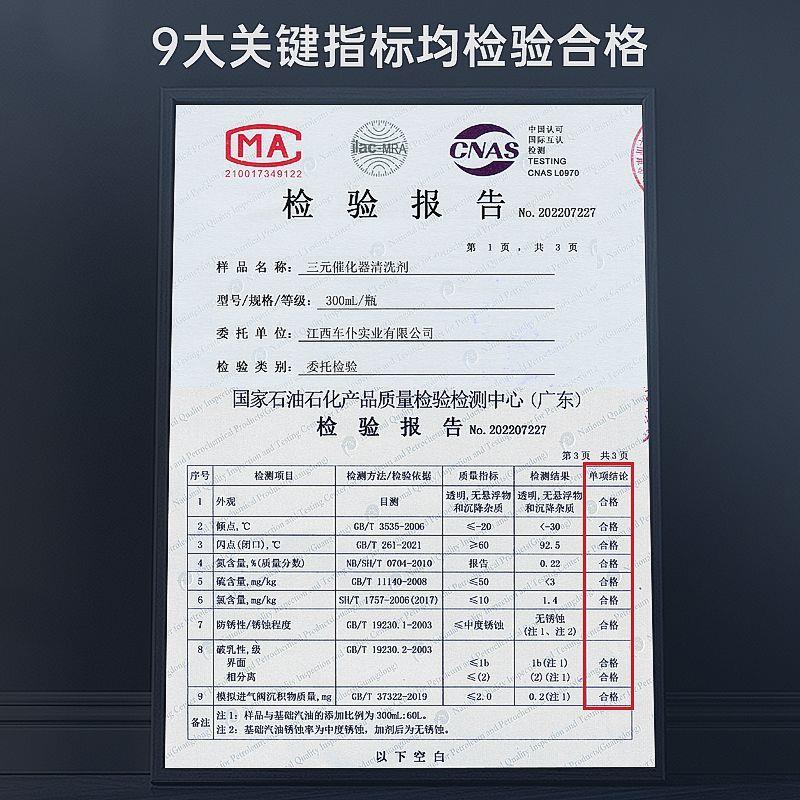 9大关键指标均检验合格
MA
210017349122
ilac-MRA
CNAS
中国认可
国际互认
检测
TESTING
CNAS L0970
检验报告 No.202207227
第1页，共3页
样品名称： 三元催化器清洗剂
型号/规格/等级： 300mL/瓶
委托单位： 江西车仆实业有限公司
检验类别： 委托检验
国家石油石化产品质量检验检测中心（广东）
检验报告 No.202207227
第3页 共3页
序号 检测项目 检测方法/检验依据 质量指标 检测结果 单项结论
1 外观 目测 透明,无悬浮物和沉降杂质 透明,无悬浮物和沉降杂质 合格
2 倾点,℃ GB/T 3535-2006 ≤-20 <-30 合格
3 闪点(闭口),℃ GB/T 261-2021 ≥60 92.5 合格
4 氮含量,%(质量分数) NB/SH/T 0704-2010 报告 0.22 合格
5 硫含量,mg/kg GB/T 11140-2008 ≤50 <3 合格
6 氯含量,mg/kg SH/T 1757-2006(2017) ≤10 1.4 合格
7 防锈性/锈蚀程度 GB/T 19230.1-2003 ≤中度锈蚀 无锈蚀(注1、注2) 合格
8 破乳性,级 GB/T 19230.2-2003
界面 ≤1b 1b(注1) 合格
相分离 ≤(2) (2)(注1) 合格
9 模拟进气阀沉积物质量,mg GB/T 37322-2019 ≤2.0 0.2(注1) 合格
备注 注1：样品与基础汽油的添加比例为300mL:60L。
注2：基础汽油锈蚀率为中度锈蚀，加剂后为无锈蚀。
以下空白